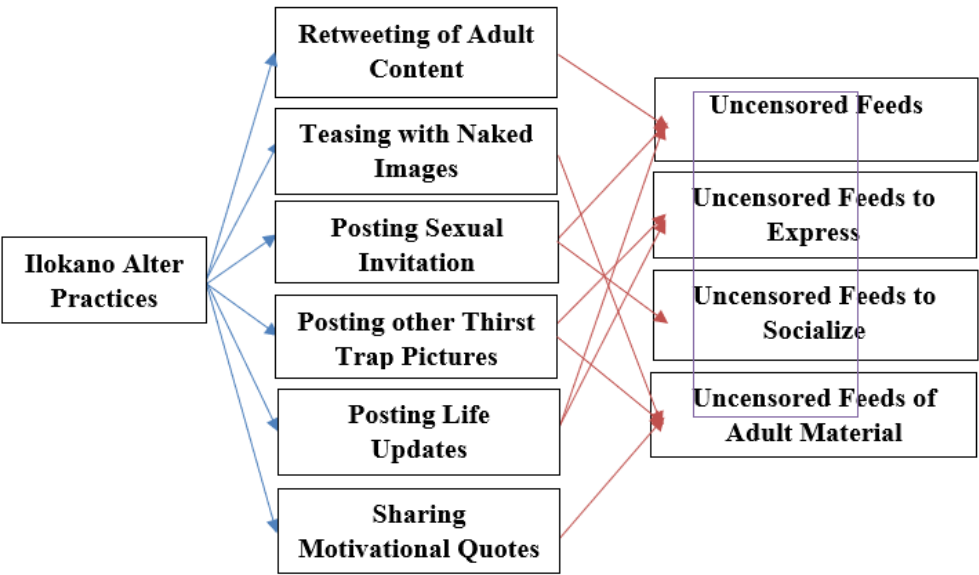 Ilokano Alter
Practices
Retweeting of Adult
Content
Teasing with Naked
Images
Posting Sexual
Invitation
Posting other Thirst
Trap Pictures
Posting Life
Updates
Sharing
Motivational Quotes
Uncensored Feeds
Uncensored Feeds to
Express
Uncensored Feeds to
Socialize
Uncensored Feeds of
Adult Material